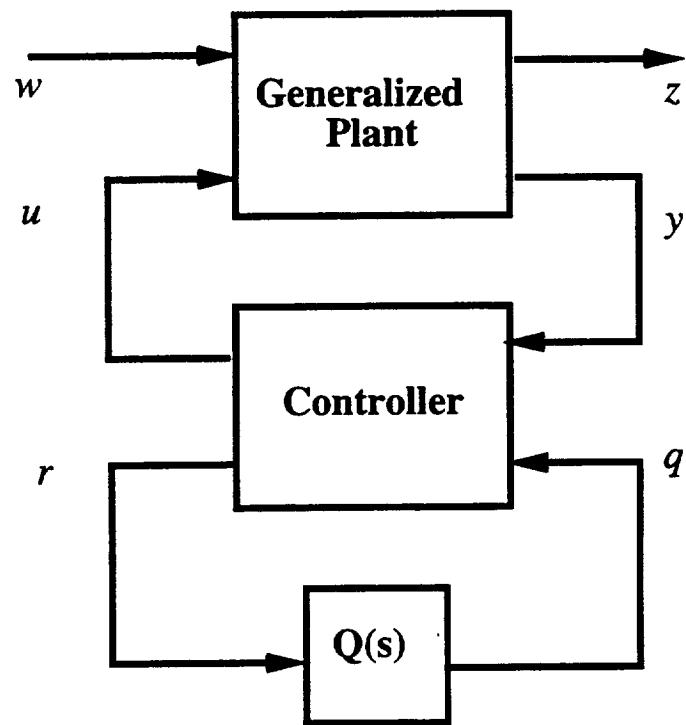 w
Generalized
Plant
z
u
y
Controller
r
q
Q(s)